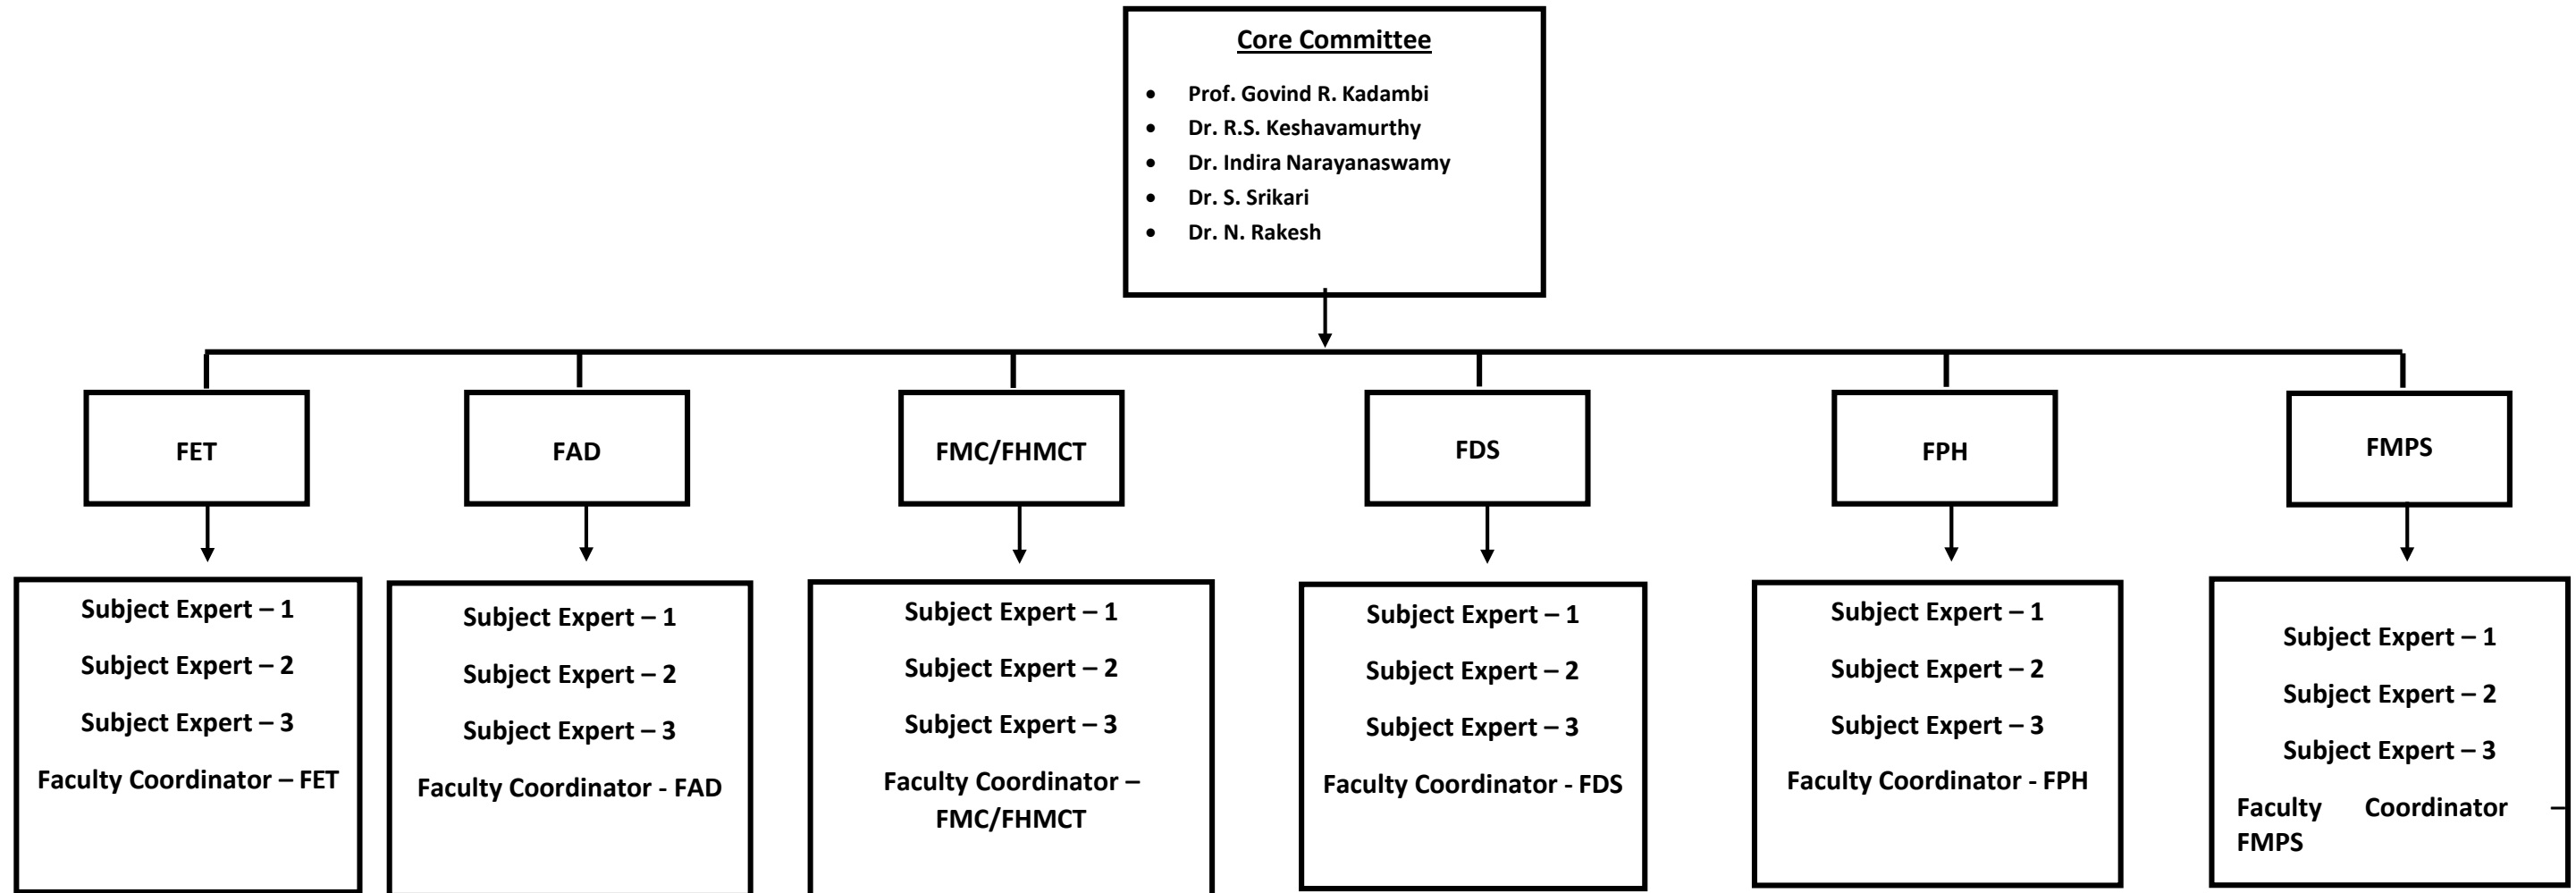 Core Committee
• Prof. Govind R. Kadambi
• Dr. R.S. Keshavamurthy
• Dr. Indira Narayanaswamy
• Dr. S. Srikari
• Dr. N. Rakesh
FET
FAD
FMC/FHMCT
FDS
FPH
FMPS
Subject Expert – 1
Subject Expert – 2
Subject Expert – 3
Faculty Coordinator – FET
Subject Expert – 1
Subject Expert – 2
Subject Expert – 3
Faculty Coordinator - FAD
Subject Expert – 1
Subject Expert – 2
Subject Expert – 3
Faculty Coordinator –
FMC/FHMCT
Subject Expert – 1
Subject Expert – 2
Subject Expert – 3
Faculty Coordinator - FDS
Subject Expert – 1
Subject Expert – 2
Subject Expert – 3
Faculty Coordinator - FPH
Subject Expert – 1
Subject Expert – 2
Subject Expert – 3
Faculty Coordinator –
FMPS